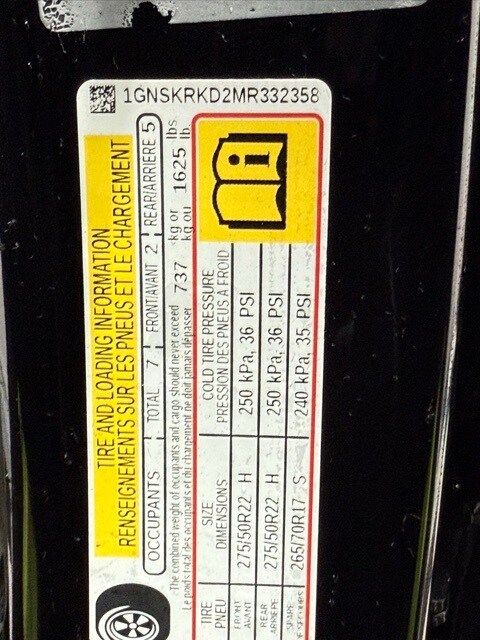 1GNSKRKD2MR332358
TIRE AND LOADING INFORMATION
RENSEIGNEMENTS SUR LES PNEUS ET LE CHARGEMENT
OCCUPANTS TOTAL 7 FRONT/AVANT 2 REAR/ARRIERE 5
The combined weight of occupants and cargo should never exceed 737 kg or 1625 lbs
Le poids total des occupants et du chargement ne doit jamais dépasser kg ou lb
TIRE SIZE COLD TIRE PRESSURE
PNEU DIMENSIONS PRESSION DES PNEUS À FROID
FRONT
AVANT 275/50R22 H 250 kPa, 36 PSI
REAR
ARRIERE 275/50R22 H 250 kPa, 36 PSI
SPARE
DE SECOURS 265/70R17 S 240 kPa, 35 PSI